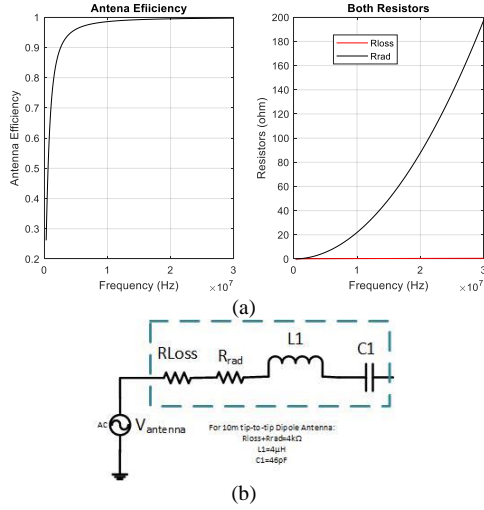 Antena Efiiciency
1
0.9
0.8
0.7
0.6
0.5
0.4
0.3
0.2
0
1
2
3
Antenna Efficiency
Frequency (Hz)
×10⁷
Both Resistors
200
180
160
140
120
100
80
60
40
20
0
0
1
2
3
Resistors (ohm)
Rloss
Rrad
Frequency (Hz)
×10⁷
(a)
RLoss
Rrad
L1
C1
AC
Vantenna
For 10m tip-to-tip Dipole Antenna:
Rloss+Rrad=4kΩ
L1=4µH
C1=46pF
(b)